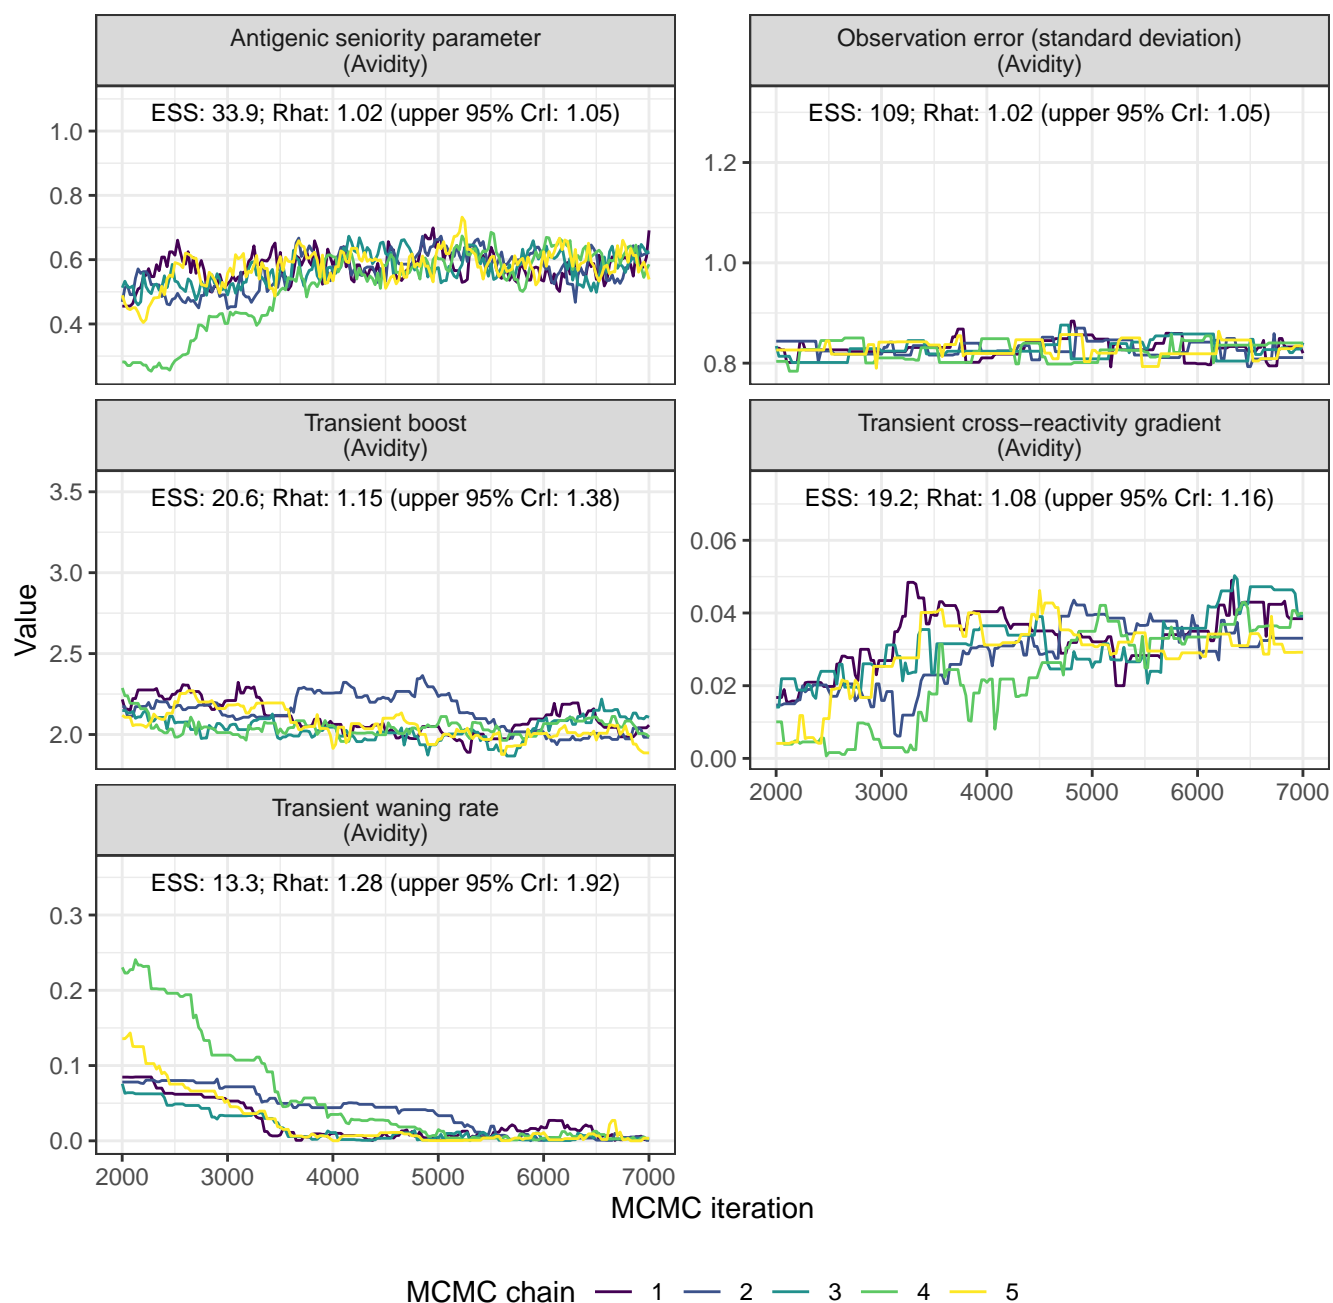 Antigenic seniority parameter
(Avidity)
ESS: 33.9; Rhat: 1.02 (upper 95% CrI: 1.05)
1.0
0.8
0.6
0.4
Observation error (standard deviation)
(Avidity)
ESS: 109; Rhat: 1.02 (upper 95% CrI: 1.05)
1.2
1.0
0.8
Transient boost
(Avidity)
ESS: 20.6; Rhat: 1.15 (upper 95% CrI: 1.38)
3.5
3.0
2.5
2.0
Transient cross−reactivity gradient
(Avidity)
ESS: 19.2; Rhat: 1.08 (upper 95% CrI: 1.16)
0.06
0.04
0.02
0.00
2000 3000 4000 5000 6000 7000
Value
Transient waning rate
(Avidity)
ESS: 13.3; Rhat: 1.28 (upper 95% CrI: 1.92)
0.3
0.2
0.1
0.0
2000 3000 4000 5000 6000 7000
MCMC iteration
MCMC chain 1 2 3 4 5